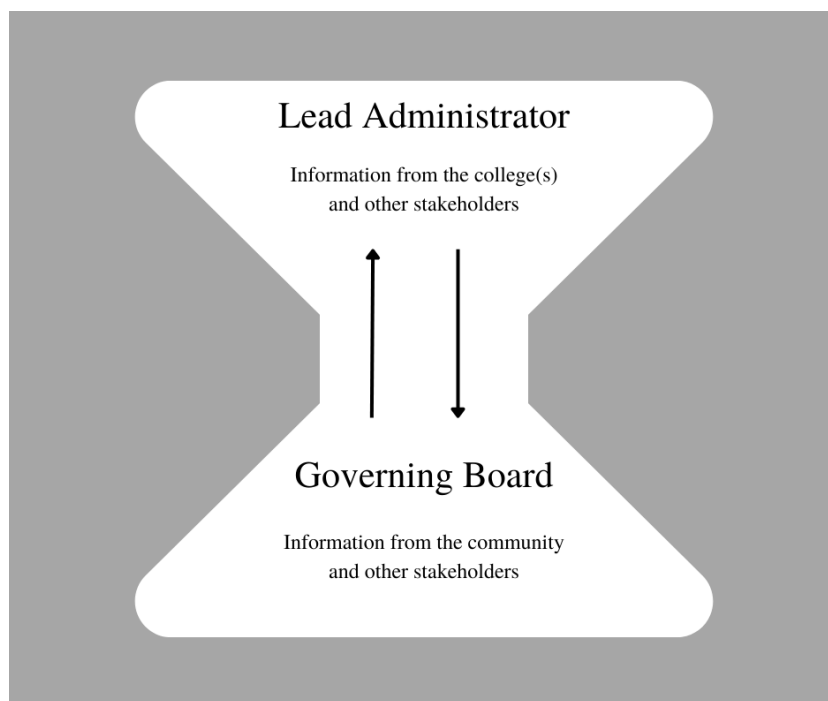 Lead Administrator
Information from the college(s)
and other stakeholders
Governing Board
Information from the community
and other stakeholders